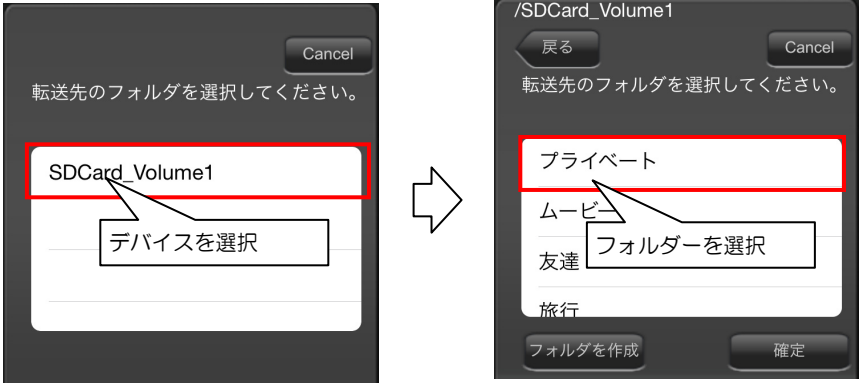 Cancel
転送先のフォルダを選択してください。
SDCard_Volume1
デバイスを選択
/SDCard_Volume1
戻る
Cancel
転送先のフォルダを選択してください。
プライベート
ムービー
フォルダーを選択
友達
旅行
フォルダを作成
確定